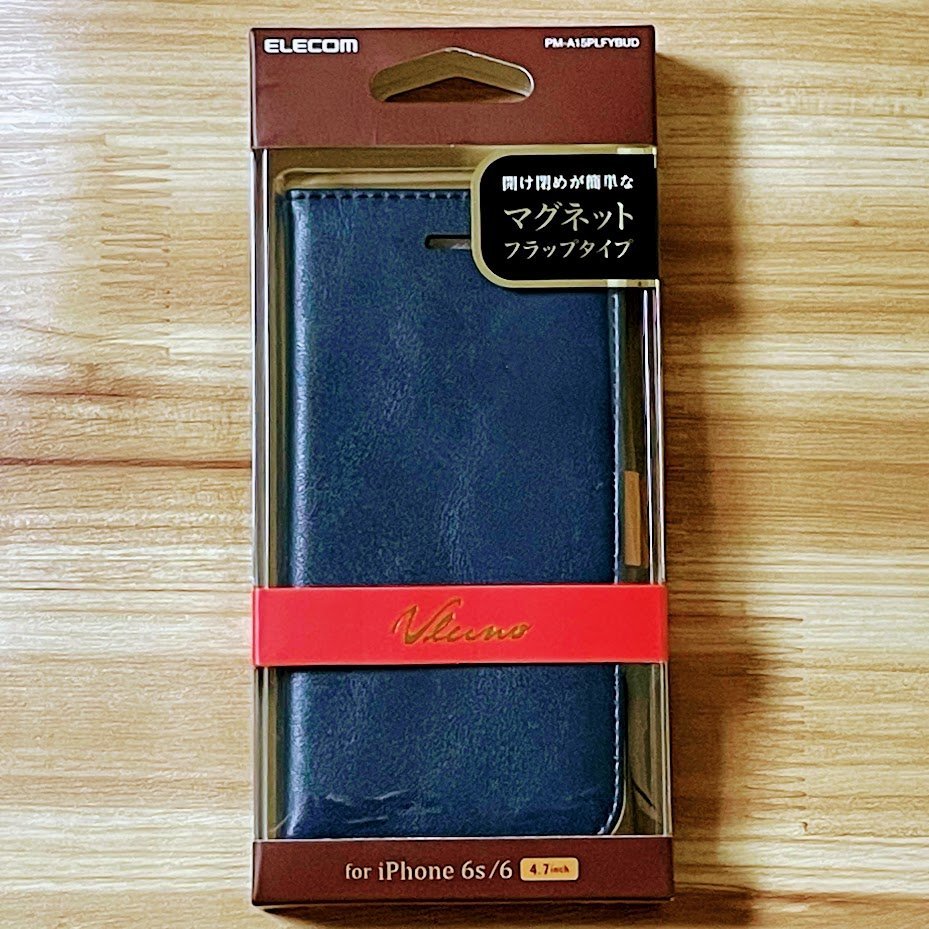 ELECOM
PM-A15PLFYBUD
開け閉めが簡単な
マグネット
フラップタイプ
Vluno
for iPhone 6s/6 4.7inch